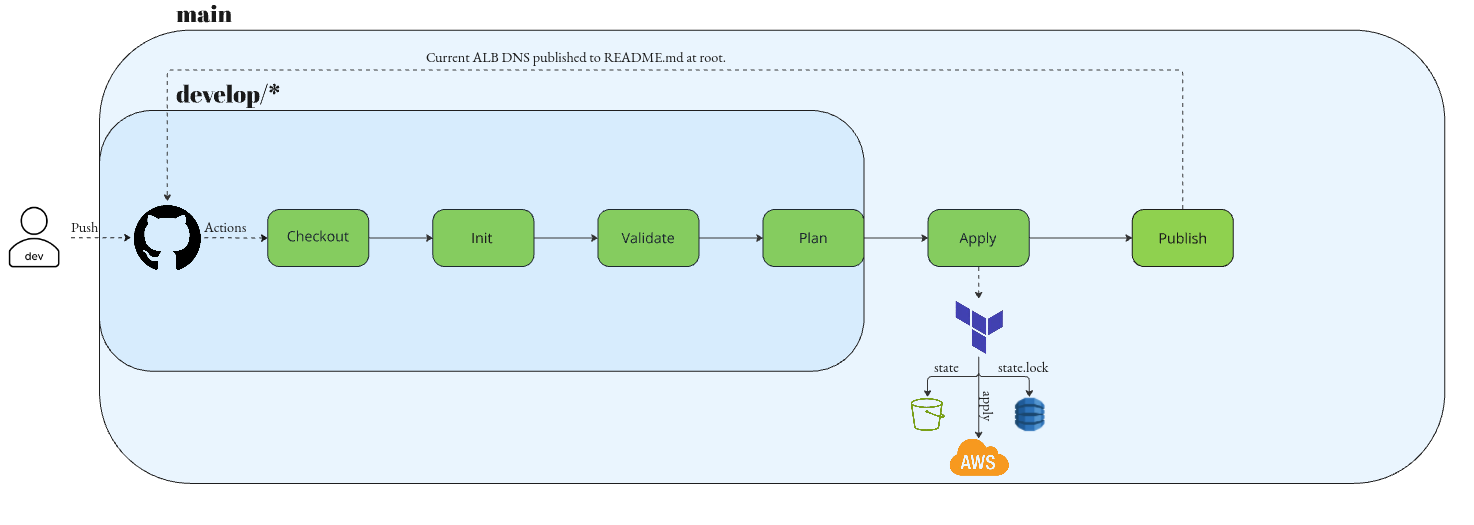 main
Current ALB DNS published to README.md at root.
develop/*
Push
Actions
dev
Checkout
Init
Validate
Plan
Apply
Publish
state
state.lock
apply
AWS